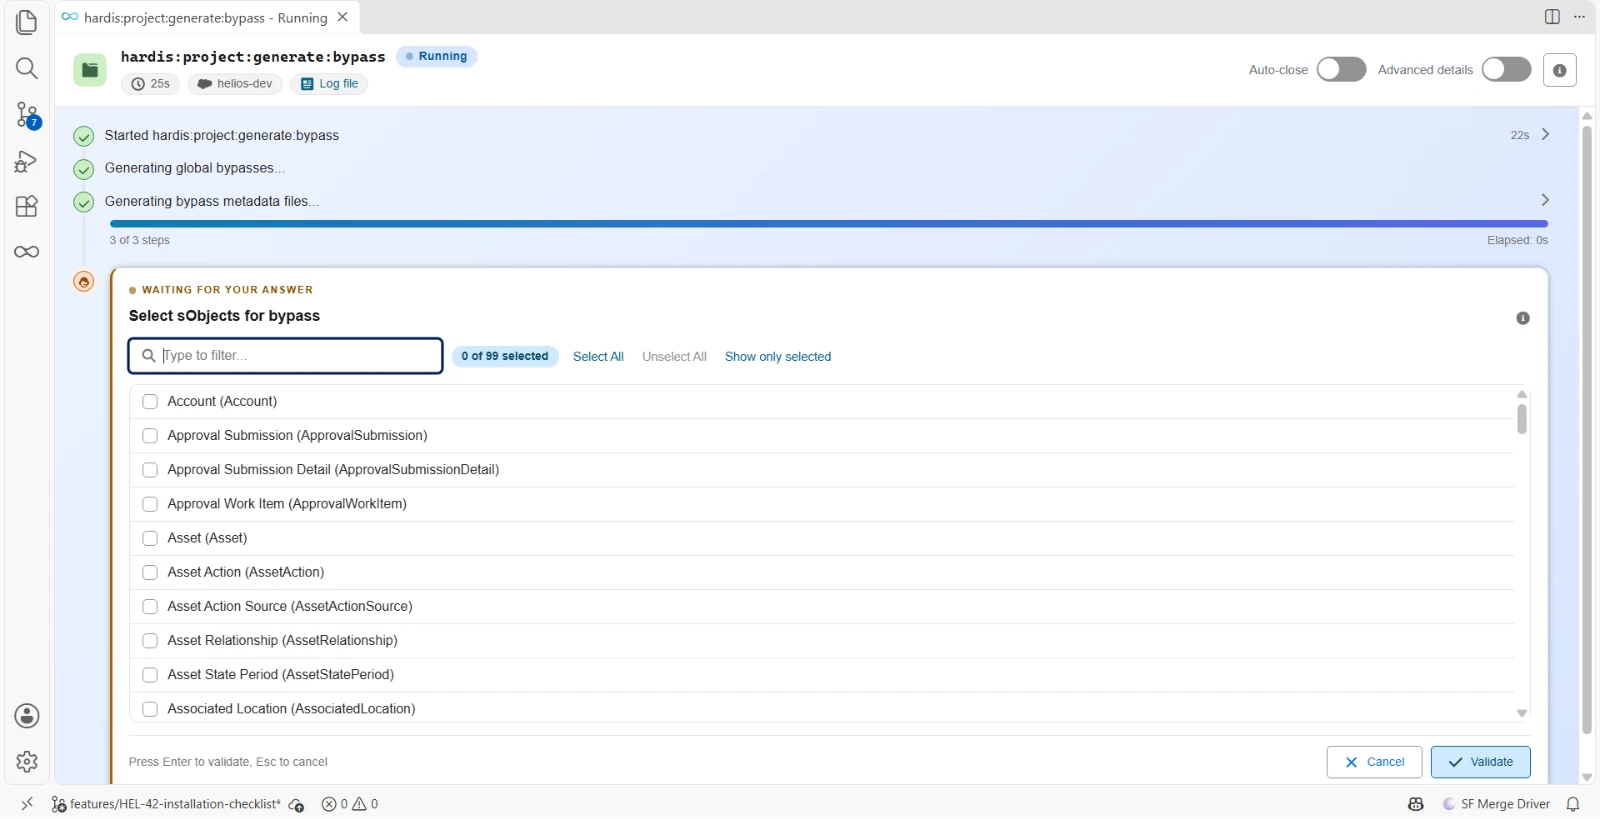 hardis:project:generate:bypass - Running
hardis:project:generate:bypass
Running
25s
helios-dev
Log file
Auto-close
Advanced details
7
Started hardis:project:generate:bypass
22s
Generating global bypasses...
Generating bypass metadata files...
3 of 3 steps
Elapsed: 0s
WAITING FOR YOUR ANSWER
Select sObjects for bypass
Type to filter...
0 of 99 selected
Select All
Unselect All
Show only selected
Account (Account)
Approval Submission (ApprovalSubmission)
Approval Submission Detail (ApprovalSubmissionDetail)
Approval Work Item (ApprovalWorkItem)
Asset (Asset)
Asset Action (AssetAction)
Asset Action Source (AssetActionSource)
Asset Relationship (AssetRelationship)
Asset State Period (AssetStatePeriod)
Associated Location (AssociatedLocation)
Press Enter to validate, Esc to cancel
Cancel
Validate
features/HEL-42-installation-checklist*
0
0
SF Merge Driver